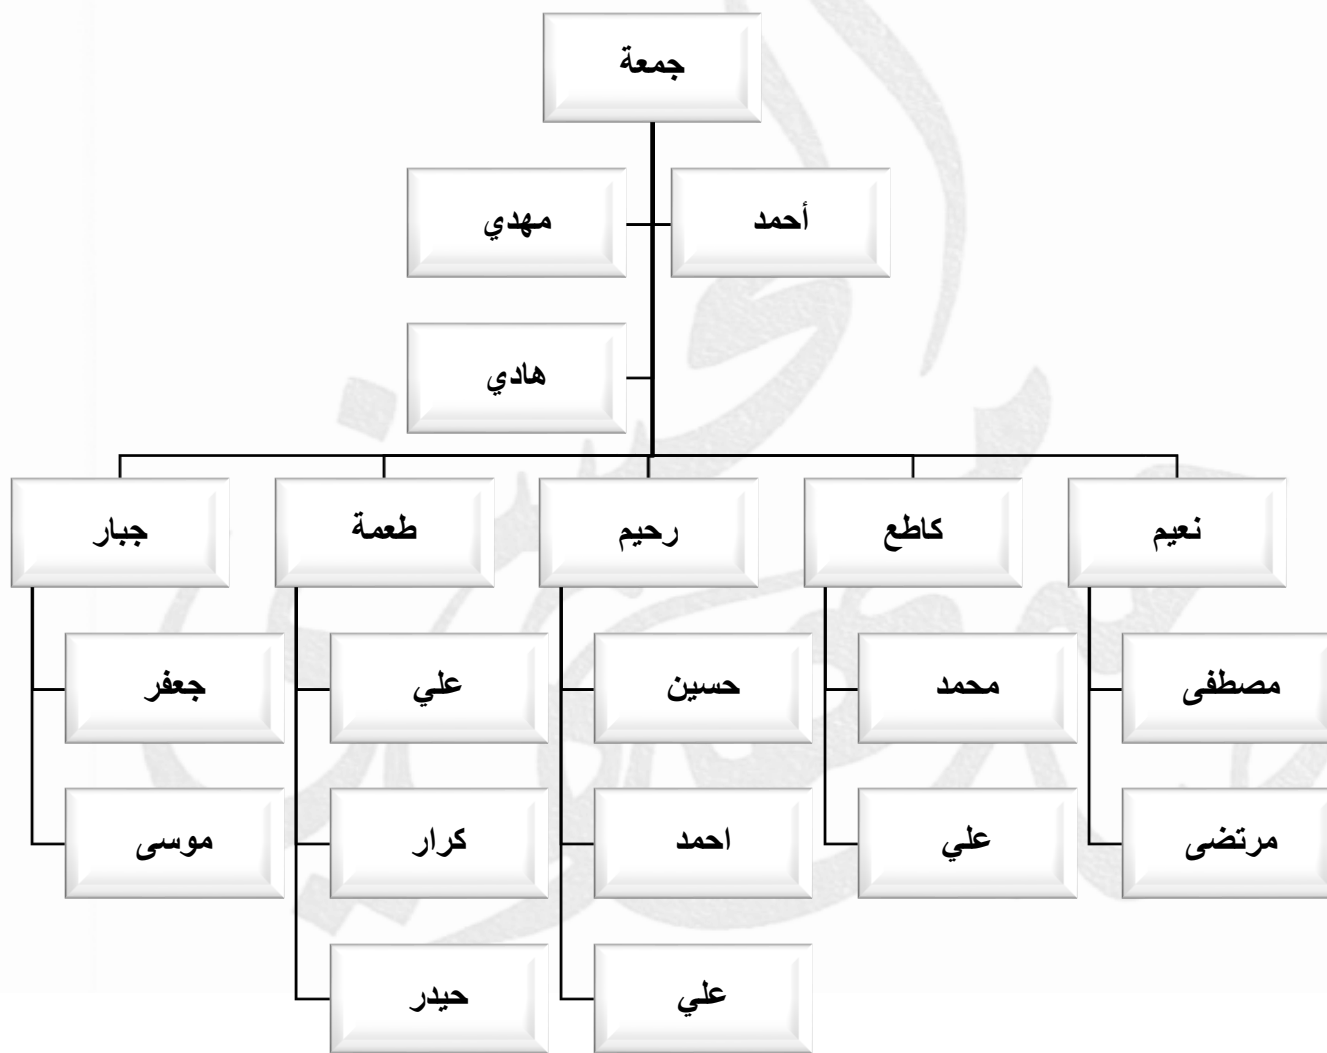 جمعة
أحمد
مهدي
هادي
نعيم
كاطع
رحيم
طعمة
جبار
مصطفى
محمد
حسين
علي
جعفر
مرتضى
علي
احمد
كرار
موسى
علي
حيدر